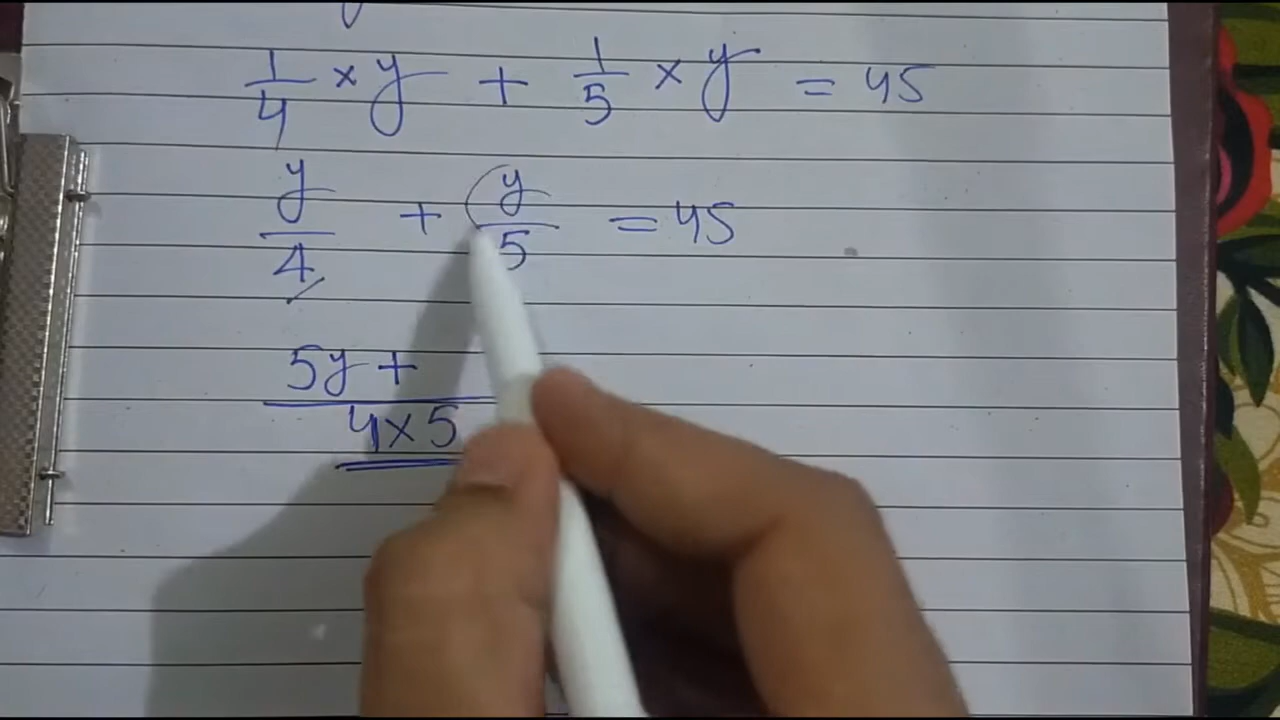 1/4 × y + 1/5 × y = 45
y/4 + y/5 = 45
5y +
4×5